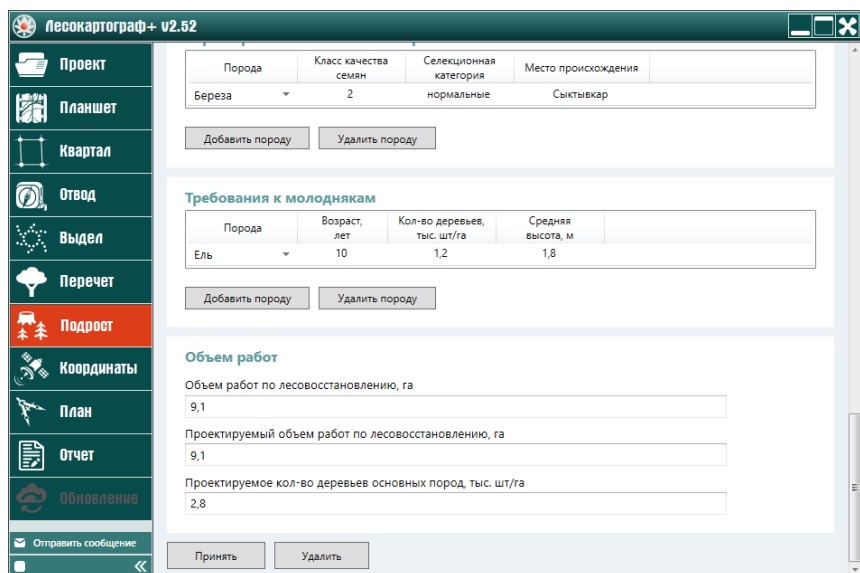 Лесокартограф+ v2.52
Проект
Планшет
Квартал
Отвод
Выдел
Перечет
Подрост
Координаты
План
Отчет
Обновление
Отправить сообщение
Порода
Класс качества
семян
Селекционная
категория
Место происхождения
Береза
2
нормальные
Сыктывкар
Добавить породу
Удалить породу
Требования к молоднякам
Порода
Возраст,
лет
Кол-во деревьев,
тыс. шт/га
Средняя
высота, м
Ель
10
1,2
1,8
Добавить породу
Удалить породу
Объем работ
Объем работ по лесовосстановлению, га
9,1
Проектируемый объем работ по лесовосстановлению, га
9,1
Проектируемое кол-во деревьев основных пород, тыс. шт/га
2,8
Принять
Удалить